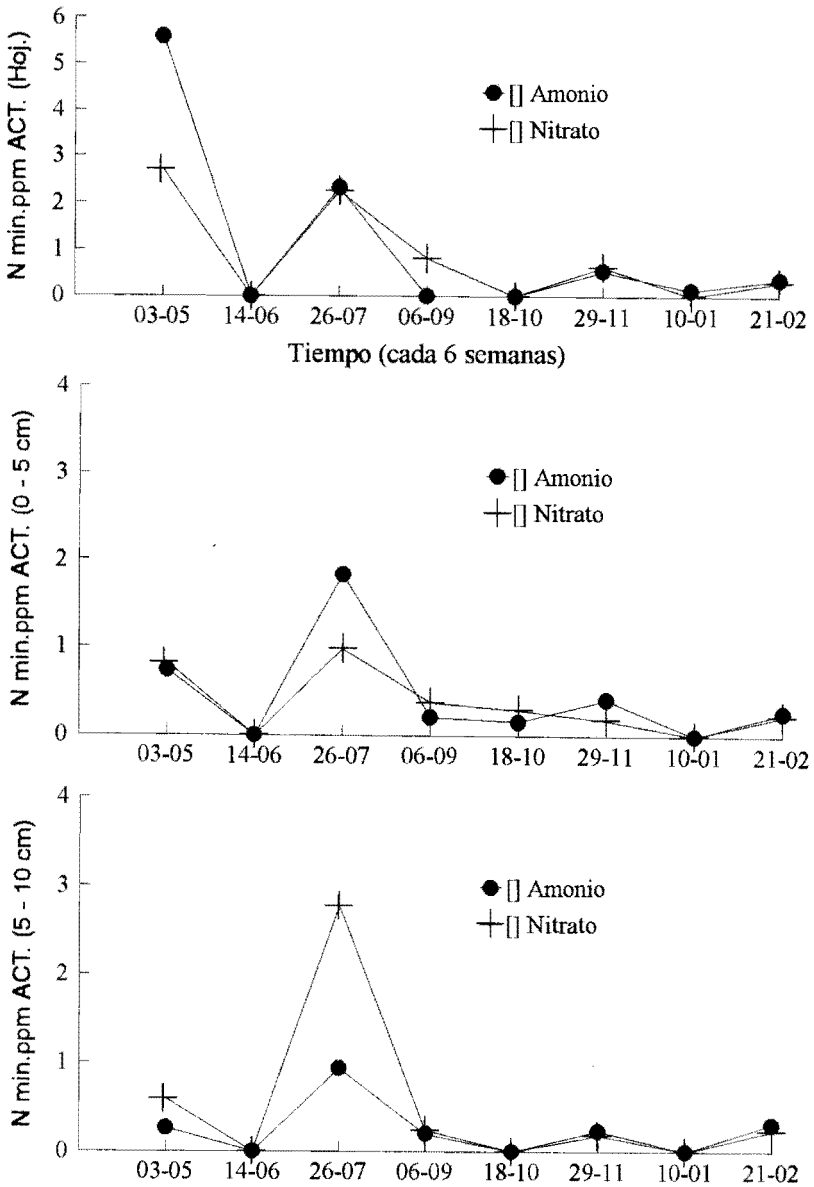 N min.ppm ACT. (Hoj.)
6
5
4
3
2
1
0
[] Amonio
[] Nitrato
03-05 14-06 26-07 06-09 18-10 29-11 10-01 21-02
Tiempo (cada 6 semanas)
N min.ppm ACT. (0 - 5 cm)
4
3
2
1
0
[] Amonio
[] Nitrato
03-05 14-06 26-07 06-09 18-10 29-11 10-01 21-02
N min.ppm ACT. (5 - 10 cm)
4
3
2
1
0
[] Amonio
[] Nitrato
03-05 14-06 26-07 06-09 18-10 29-11 10-01 21-02